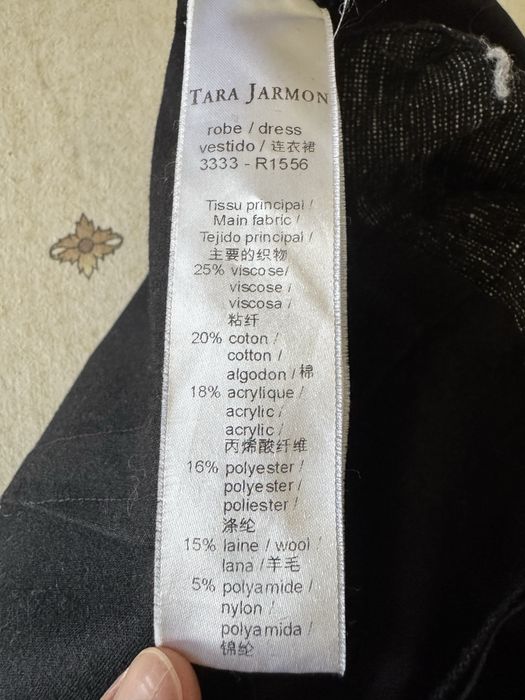 TARA JARMON
robe / dress
vestido / 连衣裙
3333 - R1556
Tissu principal /
Main fabric /
Tejido principal /
主要的织物
25% viscose/
viscose /
viscosa /
粘纤
20% coton /
cotton /
algodon / 棉
18% acrylique /
acrylic /
acrylic /
丙烯酸纤维
16% polyester /
polyester /
poliester /
涤纶
15% laine / wool /
lana / 羊毛
5% polyamide /
nylon /
polyamida /
锦纶